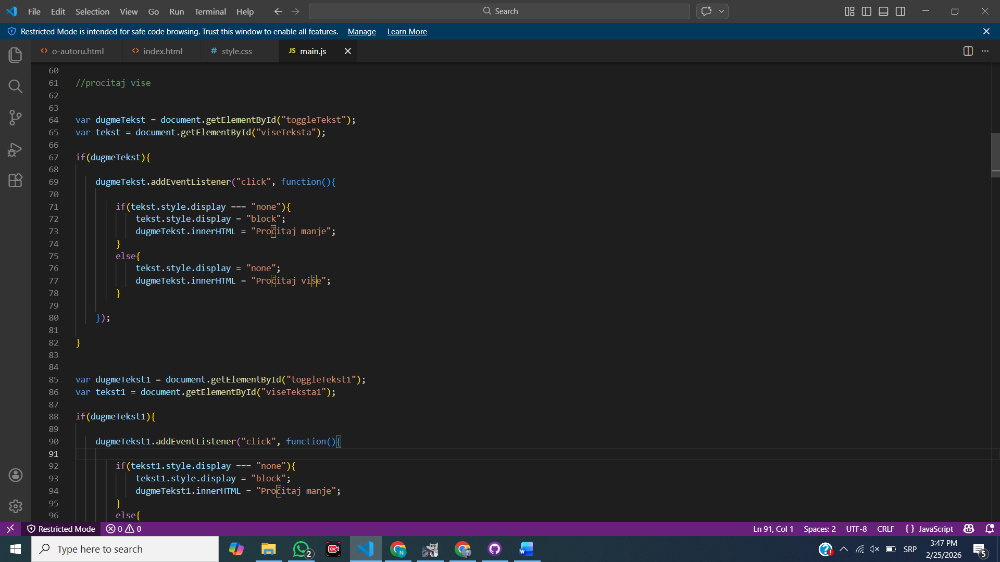 File Edit Selection View Go Run Terminal Help
Search
Restricted Mode is intended for safe code browsing. Trust this window to enable all features. Manage Learn More
o-autoru.html
index.html
# style.css
JS main.js
60
61 //procitaj vise
62
63
64 var dugmeTekst = document.getElementById("toggleTekst");
65 var tekst = document.getElementById("viseTeksta");
66
67 if(dugmeTekst){
68
69 dugmeTekst.addEventListener("click", function(){
70
71 if(tekst.style.display === "none"){
72 tekst.style.display = "block";
73 dugmeTekst.innerHTML = "Pročitaj manje";
74 }
75 else{
76 tekst.style.display = "none";
77 dugmeTekst.innerHTML = "Pročitaj više";
78 }
79
80 });
81
82 }
83
84
85 var dugmeTekst1 = document.getElementById("toggleTekst1");
86 var tekst1 = document.getElementById("viseTeksta1");
87
88 if(dugmeTekst1){
89
90 dugmeTekst1.addEventListener("click", function(){
91
92 if(tekst1.style.display === "none"){
93 tekst1.style.display = "block";
94 dugmeTekst1.innerHTML = "Pročitaj manje";
95 }
96 else{
Restricted Mode 0 0
Ln 91, Col 1 Spaces: 2 UTF-8 CRLF {} JavaScript
Type here to search
2
N
W
SRP
3:47 PM
2/25/2026
5